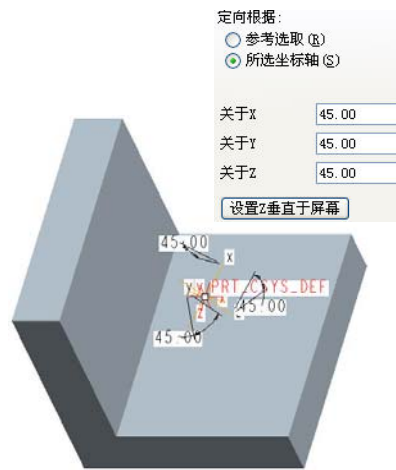 定向根据:
参考选取(R)
所选坐标轴(S)
关于X 45.00
关于Y 45.00
关于Z 45.00
设置Z垂直于屏幕
45.00
X
Y PRT_CSYS_DEF
Z Z 45.00
45.00